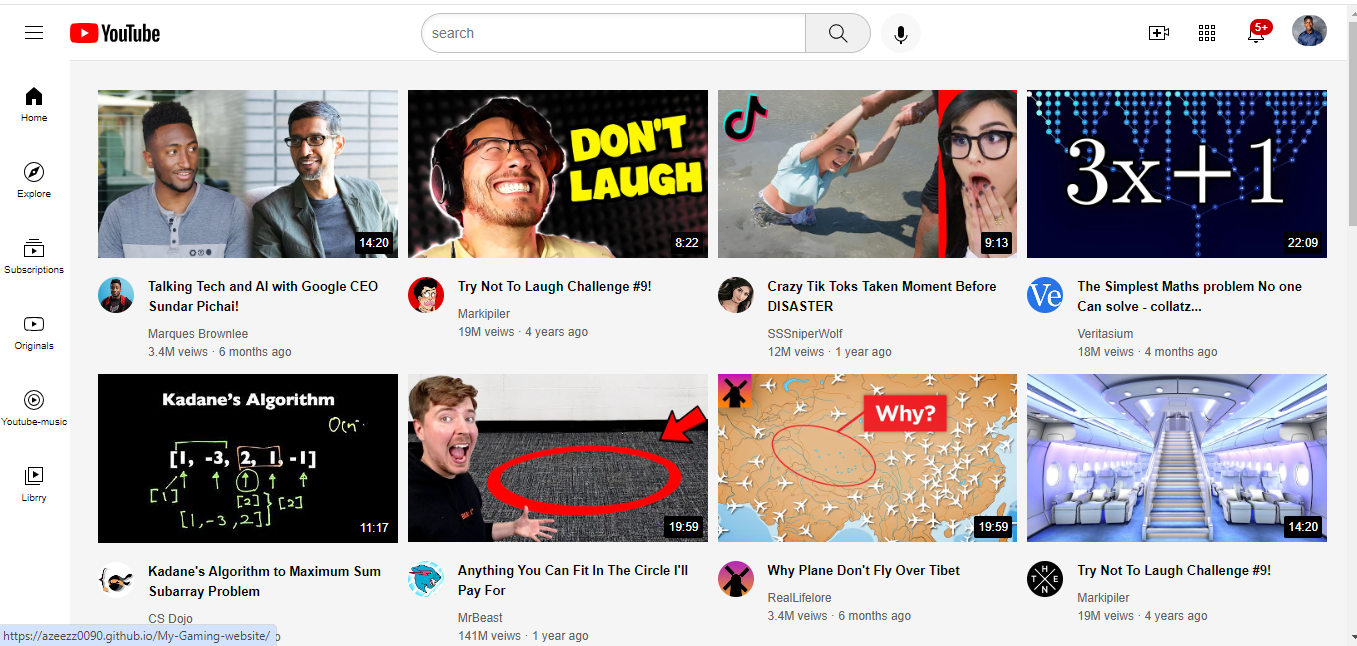 YouTube
search
5+
Home
Explore
Subscriptions
Originals
Youtube-music
Librry
14:20
DON'T
LAUGH
8:22
9:13
3x+1
22:09
Talking Tech and AI with Google CEO
Sundar Pichai!
Marques Brownlee
3.4M veiws · 6 months ago
Try Not To Laugh Challenge #9!
Markipiler
19M veiws · 4 years ago
Crazy Tik Toks Taken Moment Before
DISASTER
SSSniperWolf
12M veiws · 1 year ago
Ve
The Simplest Maths problem No one
Can solve - collatz...
Veritasium
18M veiws · 4 months ago
Kadane's Algorithm
O(n
[1, -3, 2, 1, -1]
[1]
[2]
[2]
[1,-3,2]
11:17
19:59
Why?
19:59
14:20
Kadane's Algorithm to Maximum Sum
Subarray Problem
CS Dojo
Anything You Can Fit In The Circle I'll
Pay For
MrBeast
141M veiws · 1 year ago
Why Plane Don't Fly Over Tibet
RealLifelore
3.4M veiws · 6 months ago
THEN
Try Not To Laugh Challenge #9!
Markipiler
19M veiws · 4 years ago
https://azeezz0090.github.io/My-Gaming-website/